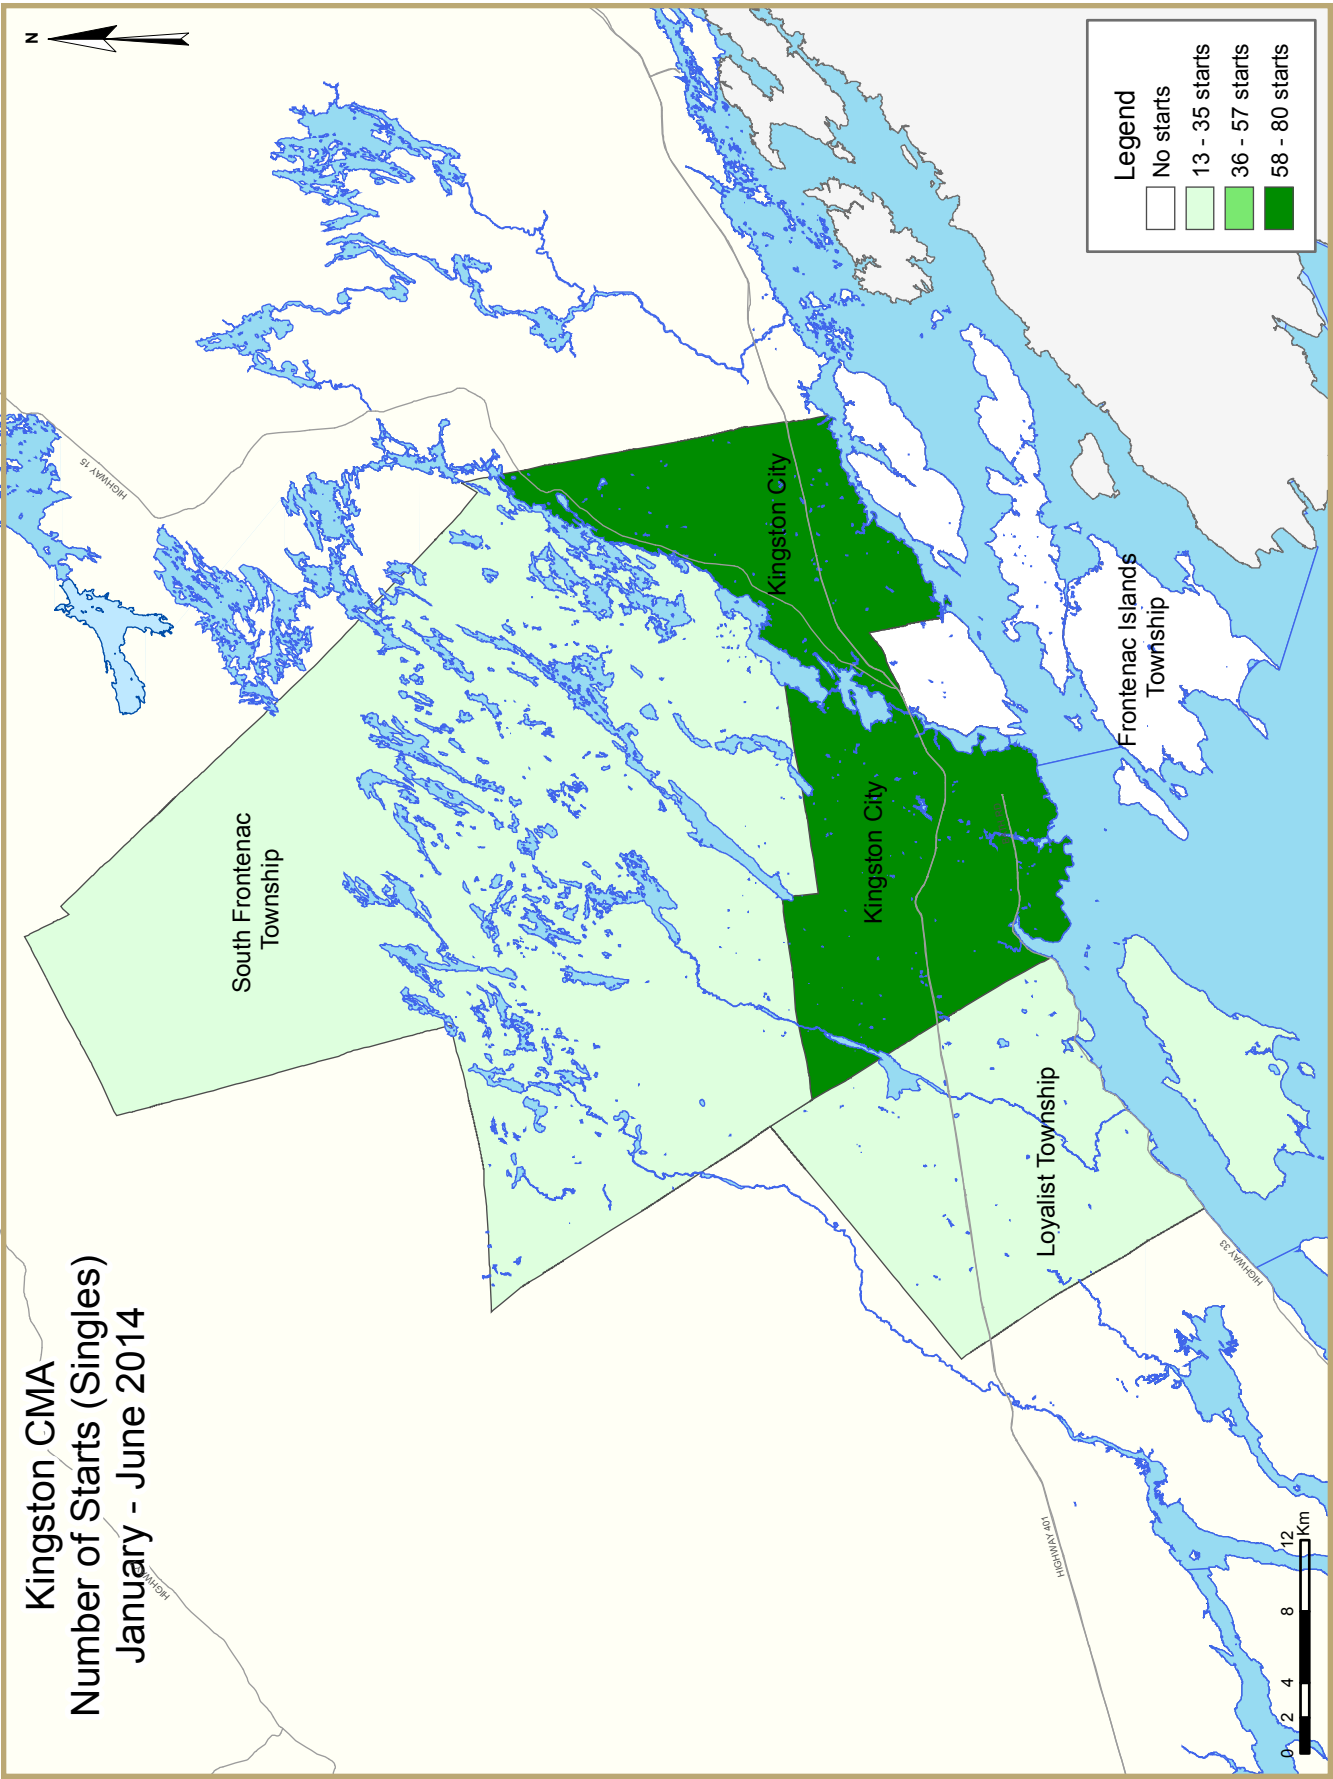 Kingston CMA
Number of Starts (Singles)
January - June 2014
N
HIGHWAY 15
South Frontenac
Township
Kingston City
Kingston City
Loyalist Township
Frontenac Islands
Township
HIGHWAY 33
HIGHWAY 401
Legend
No starts
13 - 35 starts
36 - 57 starts
58 - 80 starts
0 2 4 8 12
Km